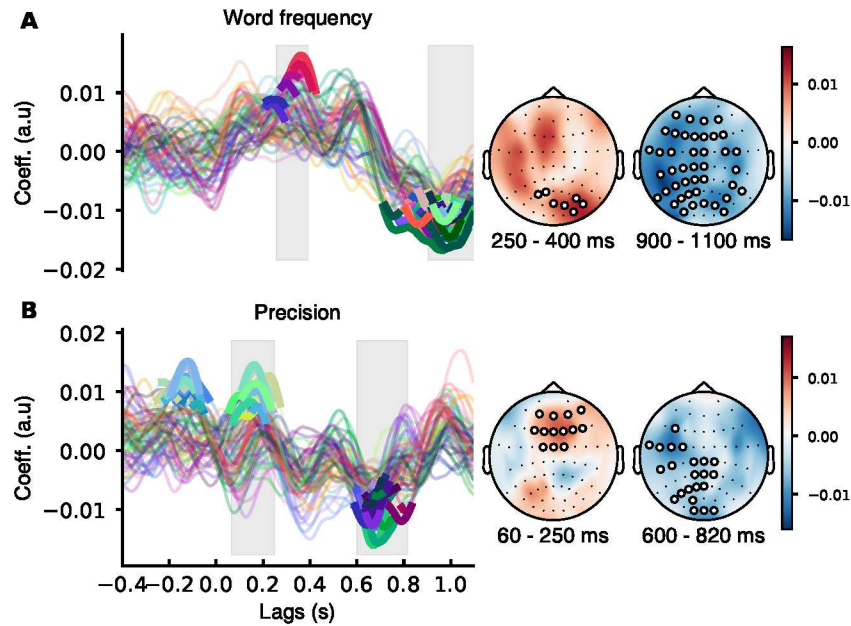 A
Word frequency
Coeff. (a.u)
0.01
0.00
−0.01
−0.02
250 - 400 ms
900 - 1100 ms
0.01
0.00
−0.01
B
Precision
Coeff. (a.u)
0.02
0.01
0.00
−0.01
−0.4−0.2 0.0 0.2 0.4 0.6 0.8 1.0
Lags (s)
60 - 250 ms
600 - 820 ms
0.01
0.00
−0.01